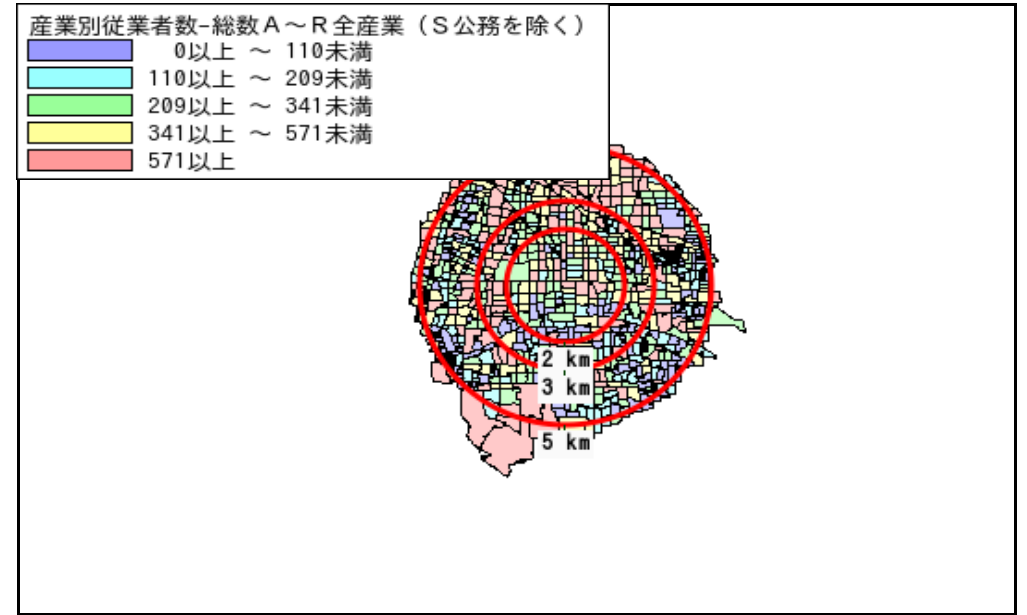 産業別従業者数−総数A～R全産業（S公務を除く）
0以上 ～ 110未満
110以上 ～ 209未満
209以上 ～ 341未満
341以上 ～ 571未満
571以上
2 km
3 km
5 km